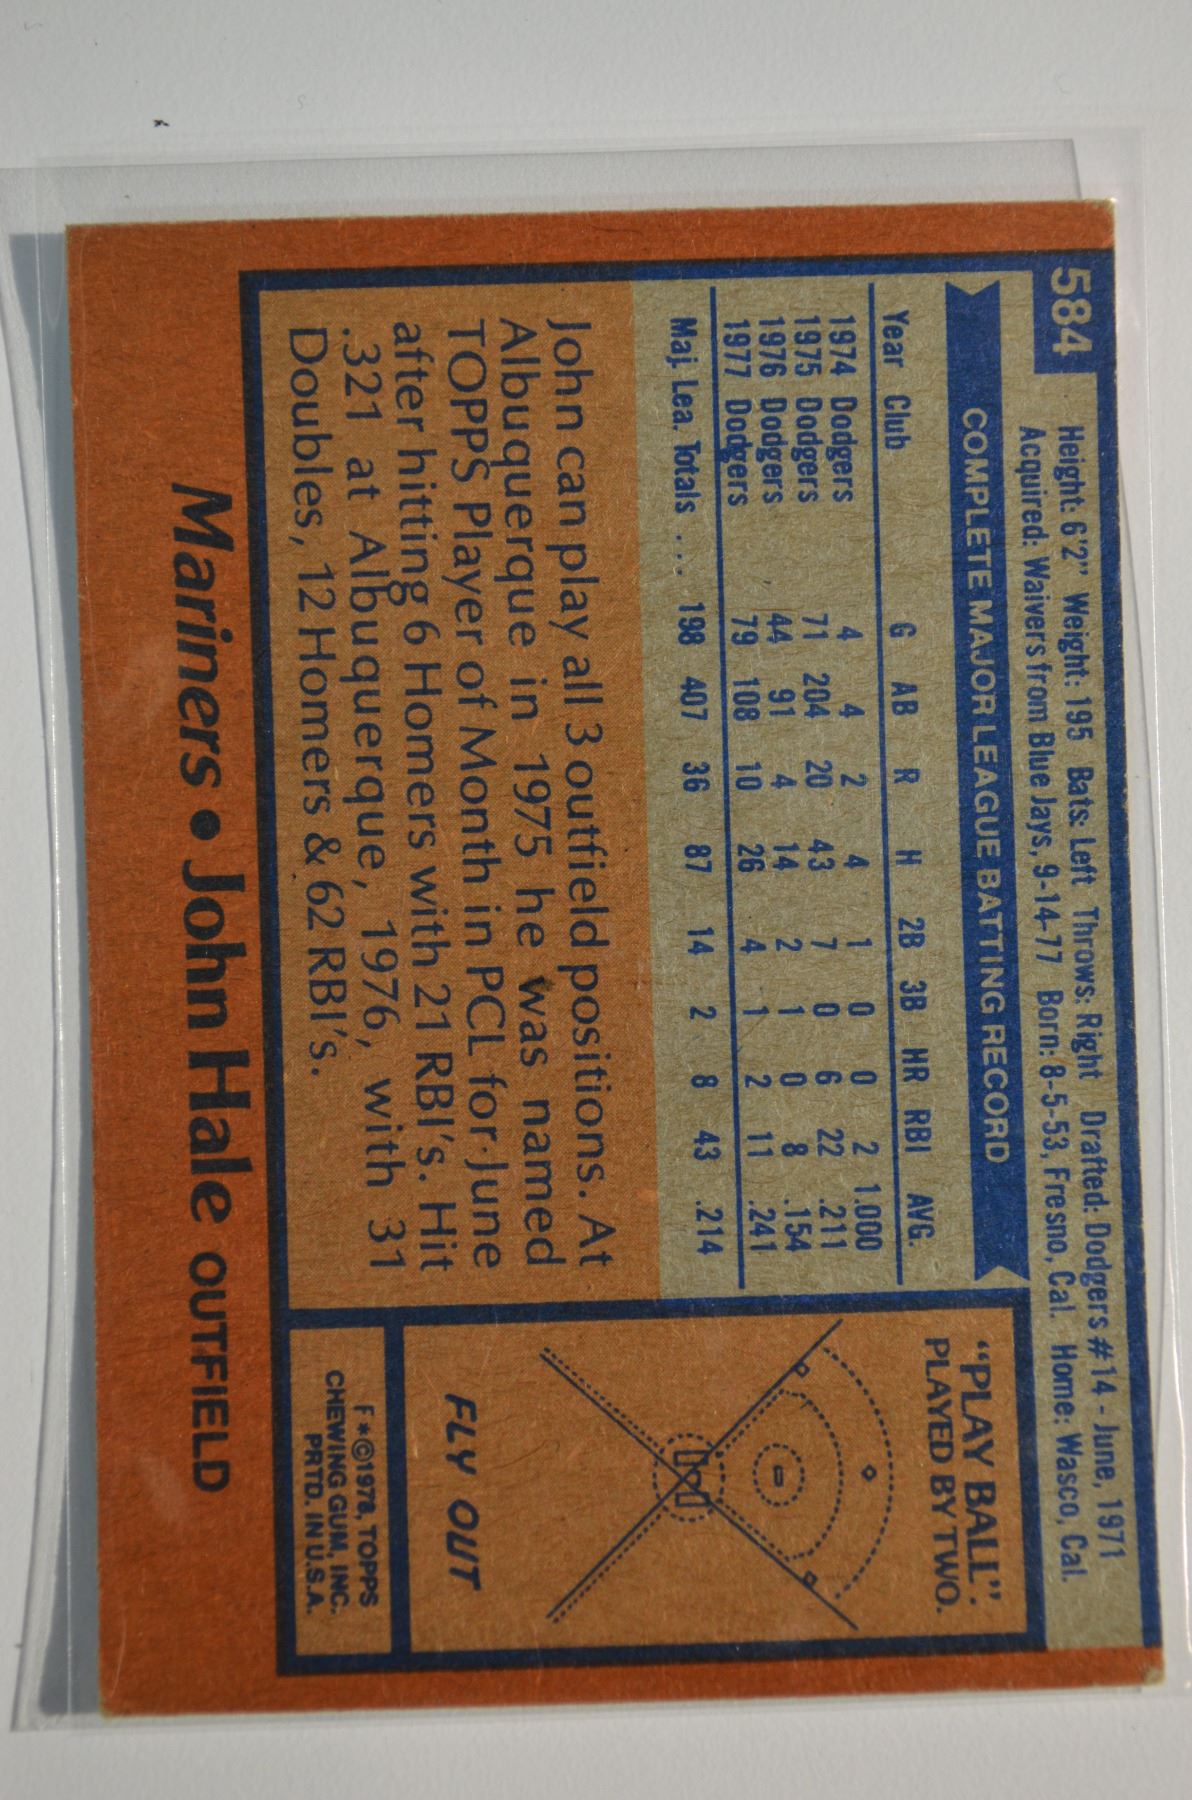 584
Height: 6'2" Weight: 195 Bats: Left Throws: Right Drafted: Dodgers #14 - June, 1971
Acquired: Waivers from Blue Jays, 9-14-77 Born: 8-5-53, Fresno, Cal. Home: Wasco, Cal.
COMPLETE MAJOR LEAGUE BATTING RECORD
Year Club G AB R H 2B 3B HR RBI AVG.
1974 Dodgers 4 4 2 4 1 0 0 2 1.000
1975 Dodgers 71 204 20 43 7 0 6 22 .211
1976 Dodgers 44 91 4 14 2 1 0 8 .154
1977 Dodgers 79 108 10 26 4 1 2 11 .241
Maj. Lea. Totals . . . 198 407 36 87 14 2 8 43 .214
John can play all 3 outfield positions. At
Albuquerque in 1975 he was named
TOPPS Player of Month in PCL for June
after hitting 6 Homers with 21 RBI's. Hit
.321 at Albuquerque, 1976, with 31
Doubles, 12 Homers & 62 RBI's.
"PLAY BALL".
PLAYED BY TWO.
FLY OUT
F*©1978, TOPPS
CHEWING GUM, INC.
PRTD. IN U.S.A.
Mariners • John Hale OUTFIELD